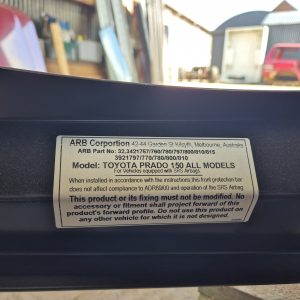 ARB Corportion 42-44 Garden St Kilsyth, Melbourne, Australia
ARB Part No: 32,3421757/760/780/797/800/810/815
3921797/770/780/800/810
Model: TOYOTA PRADO 150 ALL MODELS
For Vehicles equipped with SRS Airbags
When installed in accordance with the instructions this front protection bar
does not affect compliance to ADR69/00 and operation of the SRS Airbag
This product or its fixing must not be modified. No
accessory or fitment shall project forward of this
product's forward contour. Do not use this product on
any other vehicle for which it is not designed.